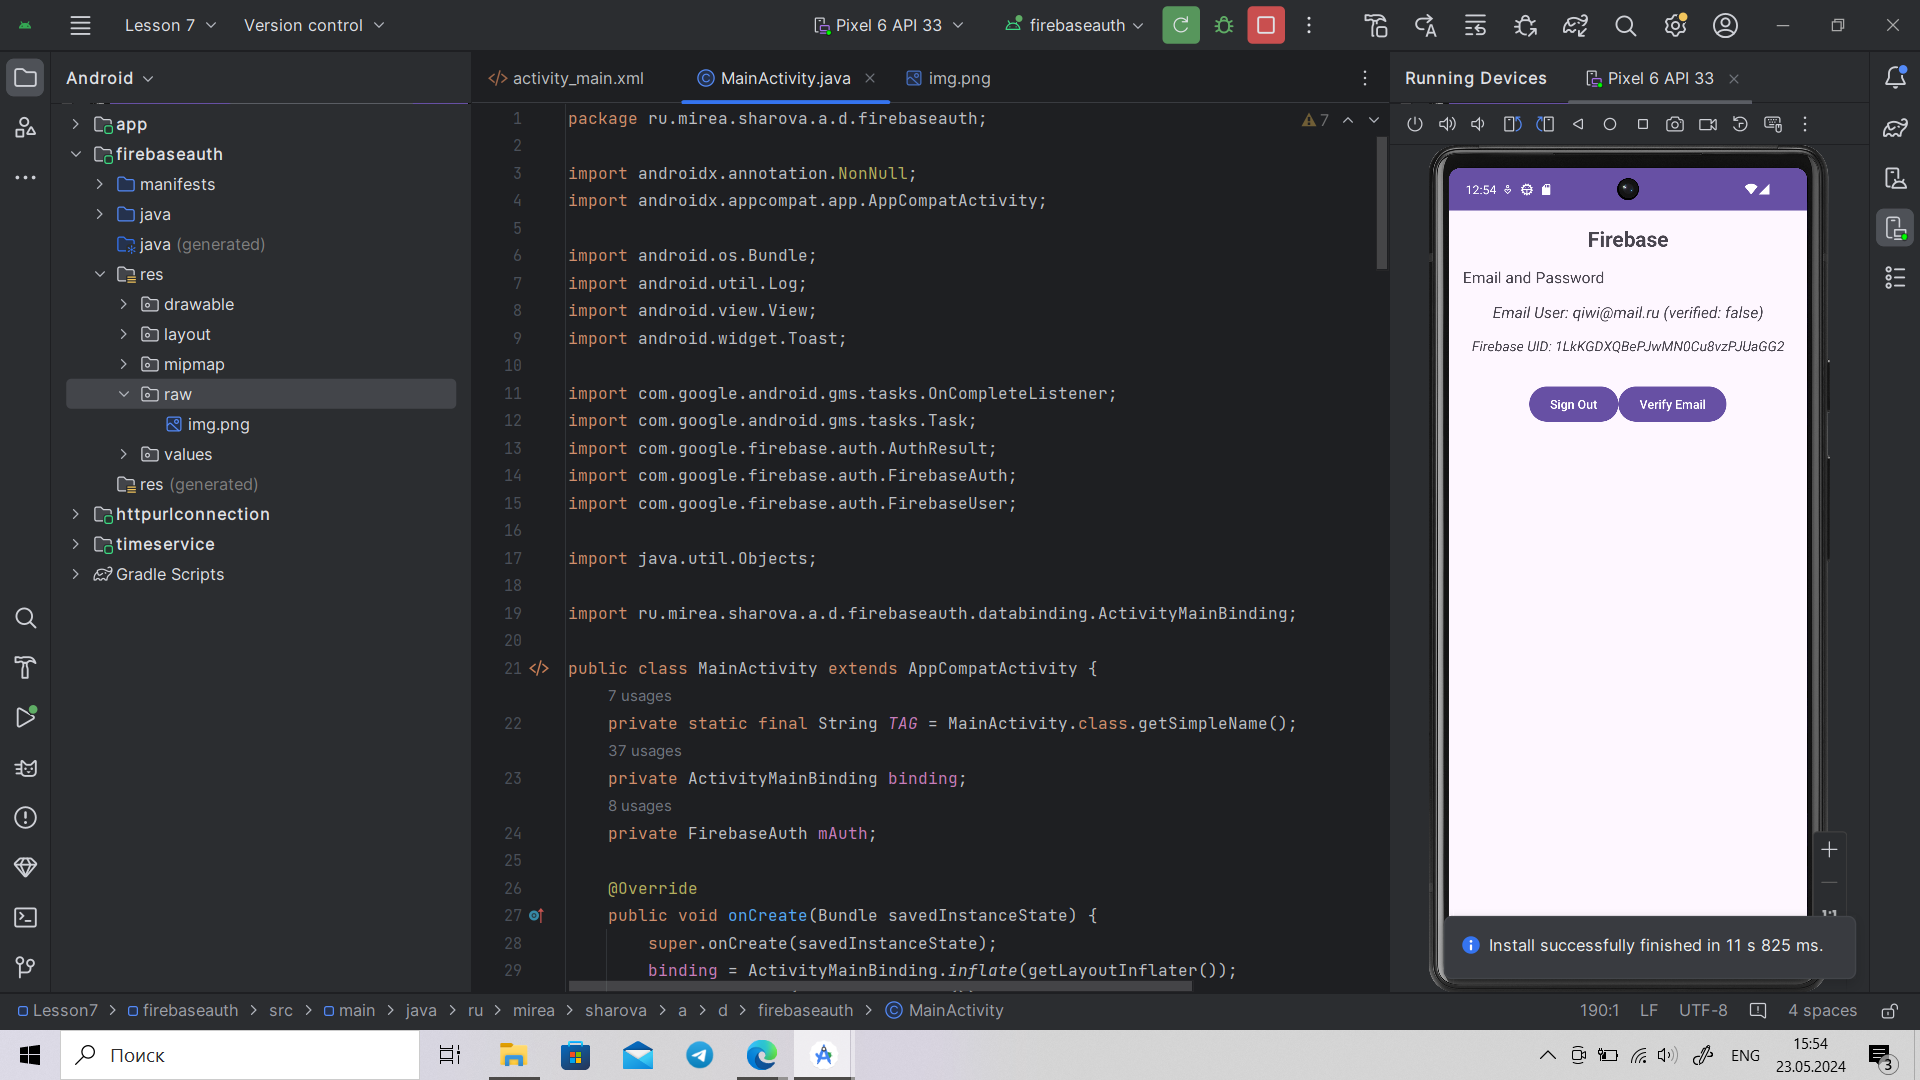 Lesson 7
Version control
Pixel 6 API 33
firebaseauth
Android
activity_main.xml
MainActivity.java
img.png
Running Devices
Pixel 6 API 33
app
firebaseauth
manifests
java
java (generated)
res
drawable
layout
mipmap
raw
img.png
values
res (generated)
httpurlconnection
timeservice
Gradle Scripts
7
1 package ru.mirea.sharova.a.d.firebaseauth;
2
3 import androidx.annotation.NonNull;
4 import androidx.appcompat.app.AppCompatActivity;
5
6 import android.os.Bundle;
7 import android.util.Log;
8 import android.view.View;
9 import android.widget.Toast;
10
11 import com.google.android.gms.tasks.OnCompleteListener;
12 import com.google.android.gms.tasks.Task;
13 import com.google.firebase.auth.AuthResult;
14 import com.google.firebase.auth.FirebaseAuth;
15 import com.google.firebase.auth.FirebaseUser;
16
17 import java.util.Objects;
18
19 import ru.mirea.sharova.a.d.firebaseauth.databinding.ActivityMainBinding;
20
21 </> public class MainActivity extends AppCompatActivity {
7 usages
22 private static final String TAG = MainActivity.class.getSimpleName();
37 usages
23 private ActivityMainBinding binding;
8 usages
24 private FirebaseAuth mAuth;
25
26 @Override
27 public void onCreate(Bundle savedInstanceState) {
28 super.onCreate(savedInstanceState);
29 binding = ActivityMainBinding.inflate(getLayoutInflater());
12:54
Firebase
Email and Password
Email User: qiwi@mail.ru (verified: false)
Firebase UID: 1LkKGDXQBePJwMN0Cu8vzPJUaGG2
Sign Out
Verify Email
1:1
Install successfully finished in 11 s 825 ms.
Lesson7 > firebaseauth > src > main > java > ru > mirea > sharova > a > d > firebaseauth > MainActivity
190:1
LF
UTF-8
4 spaces
Поиск
ENG
15:54
23.05.2024
3